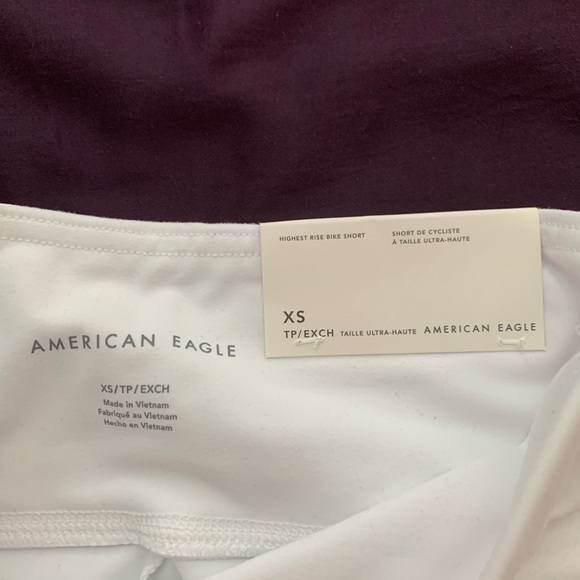 HIGHEST RISE BIKE SHORT
SHORT DE CYCLISTE
À TAILLE ULTRA-HAUTE
XS
TP/EXCH TAILLE ULTRA-HAUTE AMERICAN EAGLE
AMERICAN EAGLE
XS/TP/EXCH
Made in Vietnam
Fabriqué au Vietnam
Hecho en Vietnam